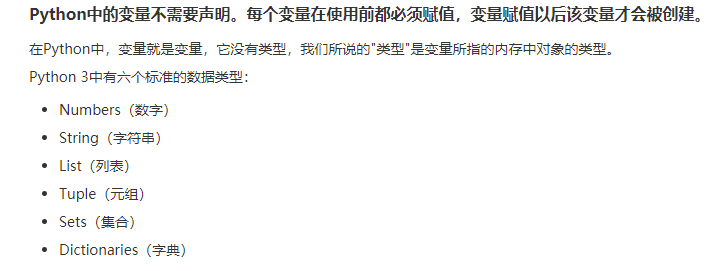 Python中的变量不需要声明。每个变量在使用前都必须赋值，变量赋值以后该变量才会被创建。
在Python中，变量就是变量，它没有类型，我们所说的"类型"是变量所指的内存中对象的类型。
Python 3中有六个标准的数据类型：
• Numbers（数字）
• String（字符串）
• List（列表）
• Tuple（元组）
• Sets（集合）
• Dictionaries（字典）